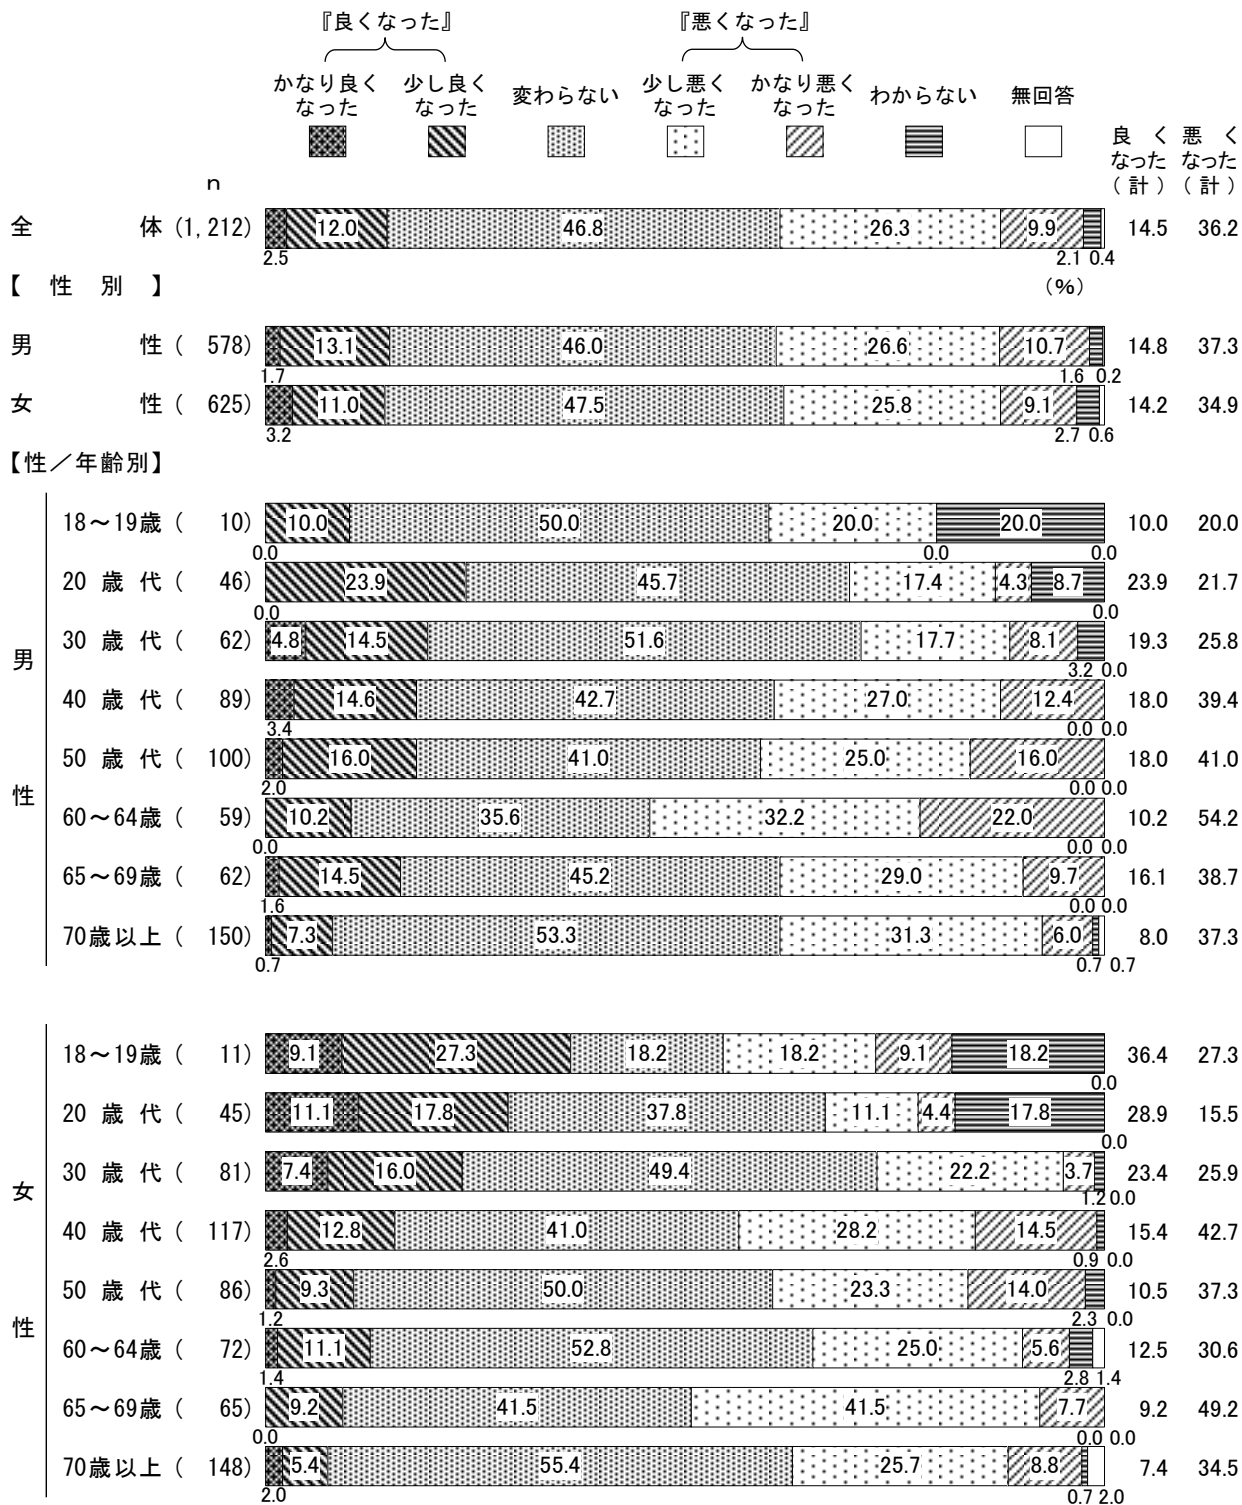 『良くなった』 『悪くなった』
かなり良く 少し良く 変わらない 少し悪く かなり悪く わからない 無回答
なった なった なった なった
良 く 悪 く
なった なった
n （計） （計）
全 体 (1,212) 12.0 46.8 26.3 9.9 14.5 36.2
2.5 2.1 0.4
【 性 別 】 （%）
男 性 ( 578) 13.1 46.0 26.6 10.7 14.8 37.3
1.7 1.6 0.2
女 性 ( 625) 11.0 47.5 25.8 9.1 14.2 34.9
3.2 2.7 0.6
【性／年齢別】
男性
18～19歳 ( 10) 10.0 50.0 20.0 20.0 10.0 20.0
0.0 0.0 0.0
20 歳 代 ( 46) 23.9 45.7 17.4 4.3 8.7 23.9 21.7
0.0 0.0
30 歳 代 ( 62) 4.8 14.5 51.6 17.7 8.1 19.3 25.8
3.2 0.0
40 歳 代 ( 89) 14.6 42.7 27.0 12.4 18.0 39.4
3.4 0.0 0.0
50 歳 代 ( 100) 16.0 41.0 25.0 16.0 18.0 41.0
2.0 0.0 0.0
60～64歳 ( 59) 10.2 35.6 32.2 22.0 10.2 54.2
0.0 0.0 0.0
65～69歳 ( 62) 14.5 45.2 29.0 9.7 16.1 38.7
1.6 0.0 0.0
70歳以上 ( 150) 7.3 53.3 31.3 6.0 8.0 37.3
0.7 0.7 0.7
女性
18～19歳 ( 11) 9.1 27.3 18.2 18.2 9.1 18.2 36.4 27.3
0.0
20 歳 代 ( 45) 11.1 17.8 37.8 11.1 4.4 17.8 28.9 15.5
0.0
30 歳 代 ( 81) 7.4 16.0 49.4 22.2 3.7 23.4 25.9
1.2 0.0
40 歳 代 ( 117) 12.8 41.0 28.2 14.5 15.4 42.7
2.6 0.9 0.0
50 歳 代 ( 86) 9.3 50.0 23.3 14.0 10.5 37.3
1.2 2.3 0.0
60～64歳 ( 72) 11.1 52.8 25.0 5.6 12.5 30.6
1.4 2.8 1.4
65～69歳 ( 65) 9.2 41.5 41.5 7.7 9.2 49.2
0.0 0.0 0.0
70歳以上 ( 148) 5.4 55.4 25.7 8.8 7.4 34.5
2.0 0.7 2.0